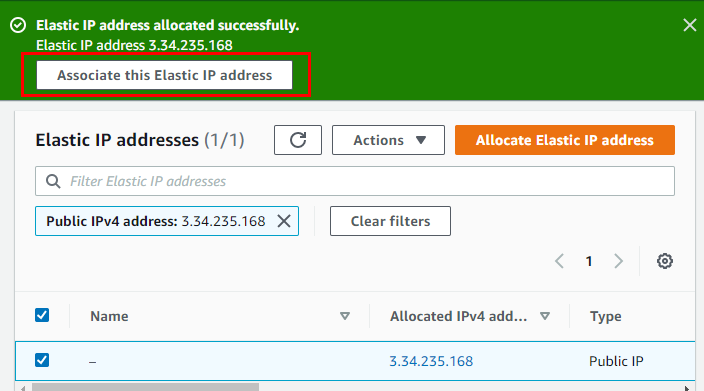 Elastic IP address allocated successfully.
Elastic IP address 3.34.235.168
Associate this Elastic IP address
Elastic IP addresses (1/1)
Actions
Allocate Elastic IP address
Filter Elastic IP addresses
Public IPv4 address: 3.34.235.168
Clear filters
1
Name Allocated IPv4 add... Type
– 3.34.235.168 Public IP